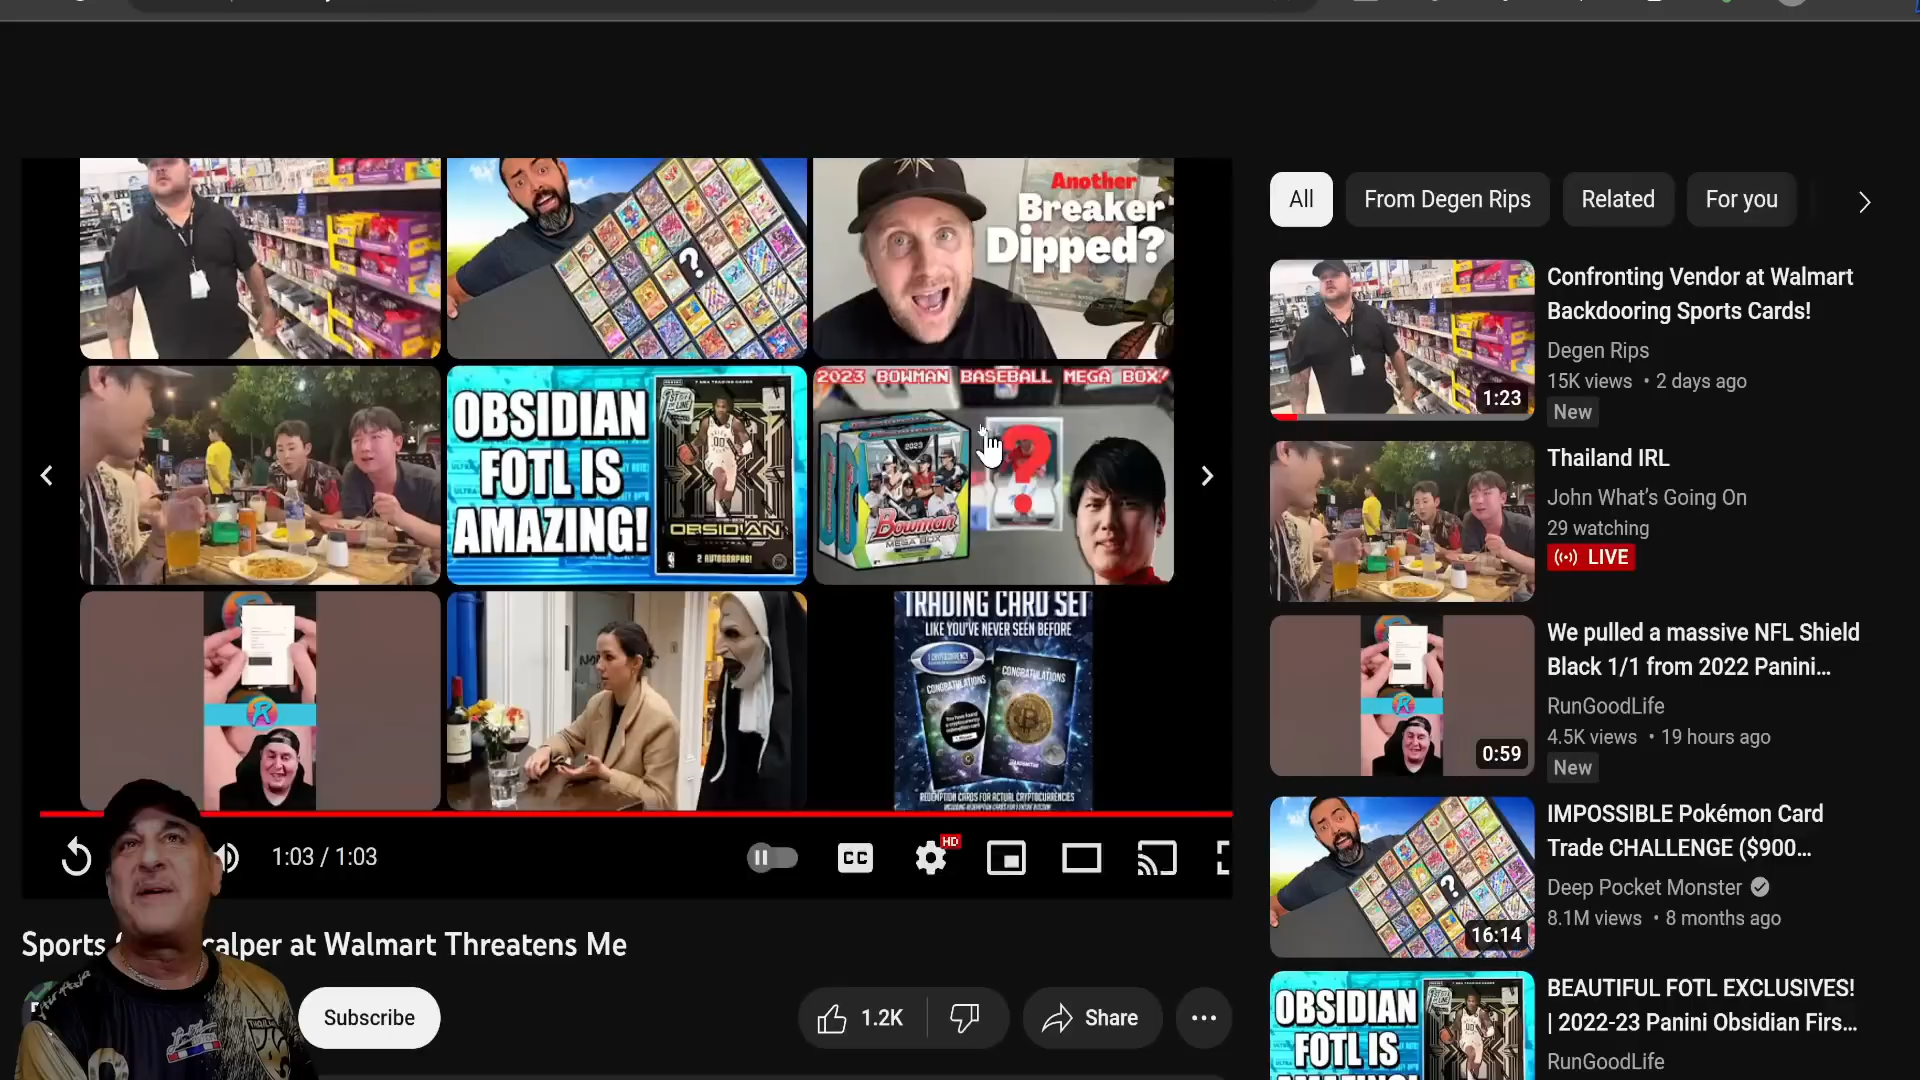 Another
Breaker
Dipped?
OBSIDIAN
FOTL IS
AMAZING!
OBSIDIAN
2 AUTOGRAPHS!
2023 BOWMAN BASEBALL MEGA BOX!
2023
Bowman
MEGA BOX
?
TRADING CARD SET
LIKE YOU'VE NEVER SEEN BEFORE
CONGRATULATIONS
CONGRATULATIONS
REDEMPTION CARDS FOR ACTUAL CRYPTOCURRENCIES
1:03 / 1:03
CC
HD
Sports
calper at Walmart Threatens Me
Subscribe
1.2K
Share
All
From Degen Rips
Related
For you
1:23
Confronting Vendor at Walmart
Backdooring Sports Cards!
Degen Rips
15K views • 2 days ago
New
Thailand IRL
John What's Going On
29 watching
LIVE
0:59
We pulled a massive NFL Shield
Black 1/1 from 2022 Panini...
RunGoodLife
4.5K views • 19 hours ago
New
16:14
IMPOSSIBLE Pokémon Card
Trade CHALLENGE ($900...
Deep Pocket Monster
8.1M views • 8 months ago
OBSIDIAN
FOTL IS
BEAUTIFUL FOTL EXCLUSIVES!
| 2022-23 Panini Obsidian Firs...
RunGoodLife